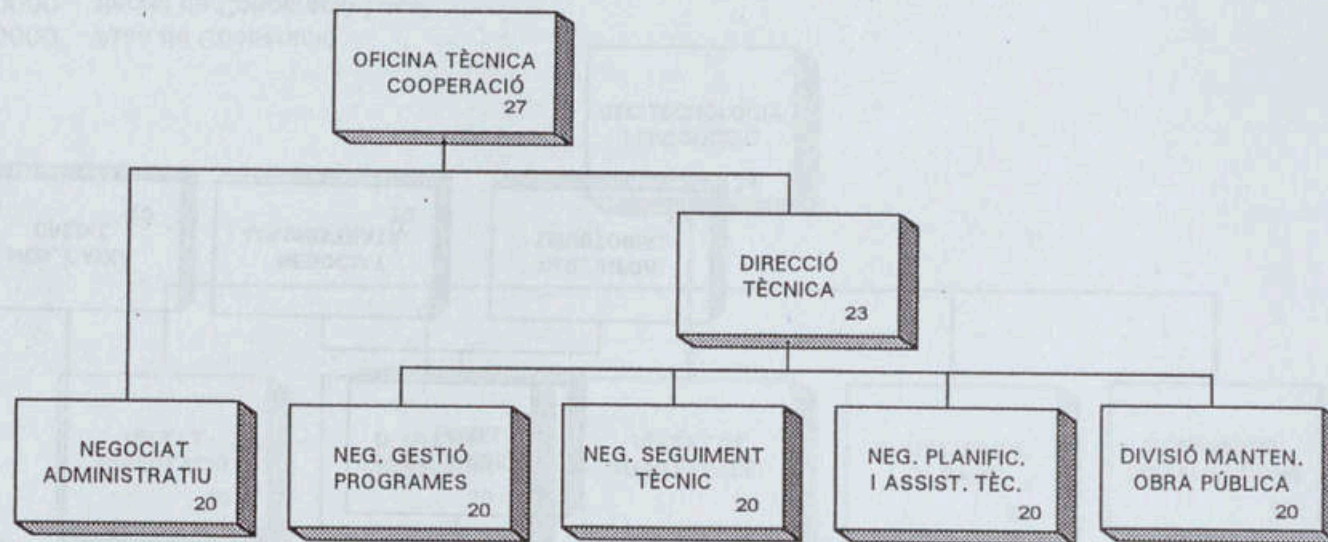 OFICINA TÈCNICA
COOPERACIÓ
27
DIRECCIÓ
TÈCNICA
23
NEGOCIAT
ADMINISTRATIU
20
NEG. GESTIÓ
PROGRAMES
20
NEG. SEGUIMENT
TÈCNIC
20
NEG. PLANIFIC.
I ASSIST. TÈC.
20
DIVISIÓ MANTEN.
OBRA PÚBLICA
20